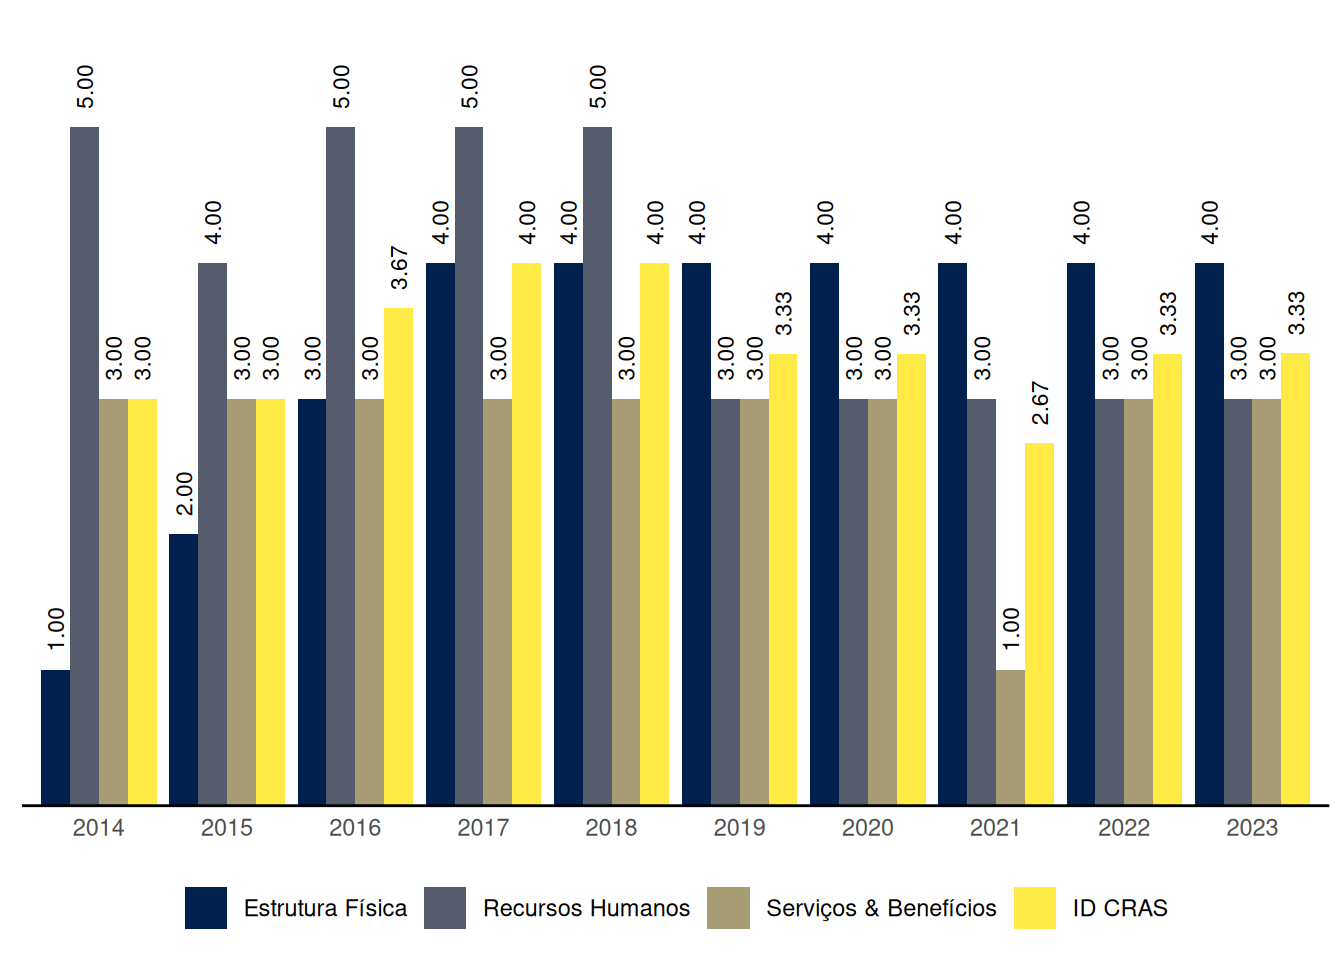 5.00 5.00 5.00 5.00
4.00 4.00 4.00 4.00 4.00 4.00 4.00 4.00 4.00 4.00
3.67
3.33 3.33 3.33 3.33
3.00 3.00 3.00 3.00 3.00 3.00 3.00 3.00 3.00 3.00 3.00 3.00 3.00 3.00 3.00 3.00 3.00
2.67
2.00
1.00 1.00
2014 2015 2016 2017 2018 2019 2020 2021 2022 2023
Estrutura Física Recursos Humanos Serviços & Benefícios ID CRAS